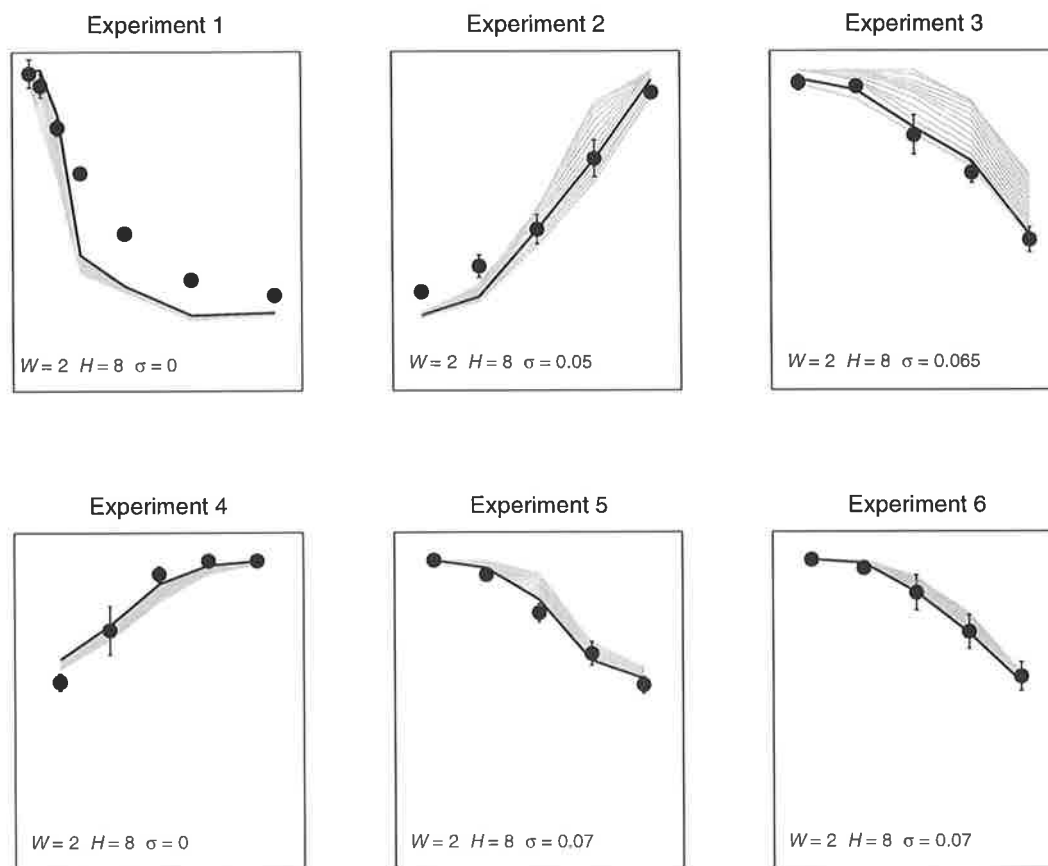 Experiment 1
Experiment 2
Experiment 3
W = 2 H = 8 σ = 0
W = 2 H = 8 σ = 0.05
W = 2 H = 8 σ = 0.065
Experiment 4
Experiment 5
Experiment 6
W = 2 H = 8 σ = 0
W = 2 H = 8 σ = 0.07
W = 2 H = 8 σ = 0.07